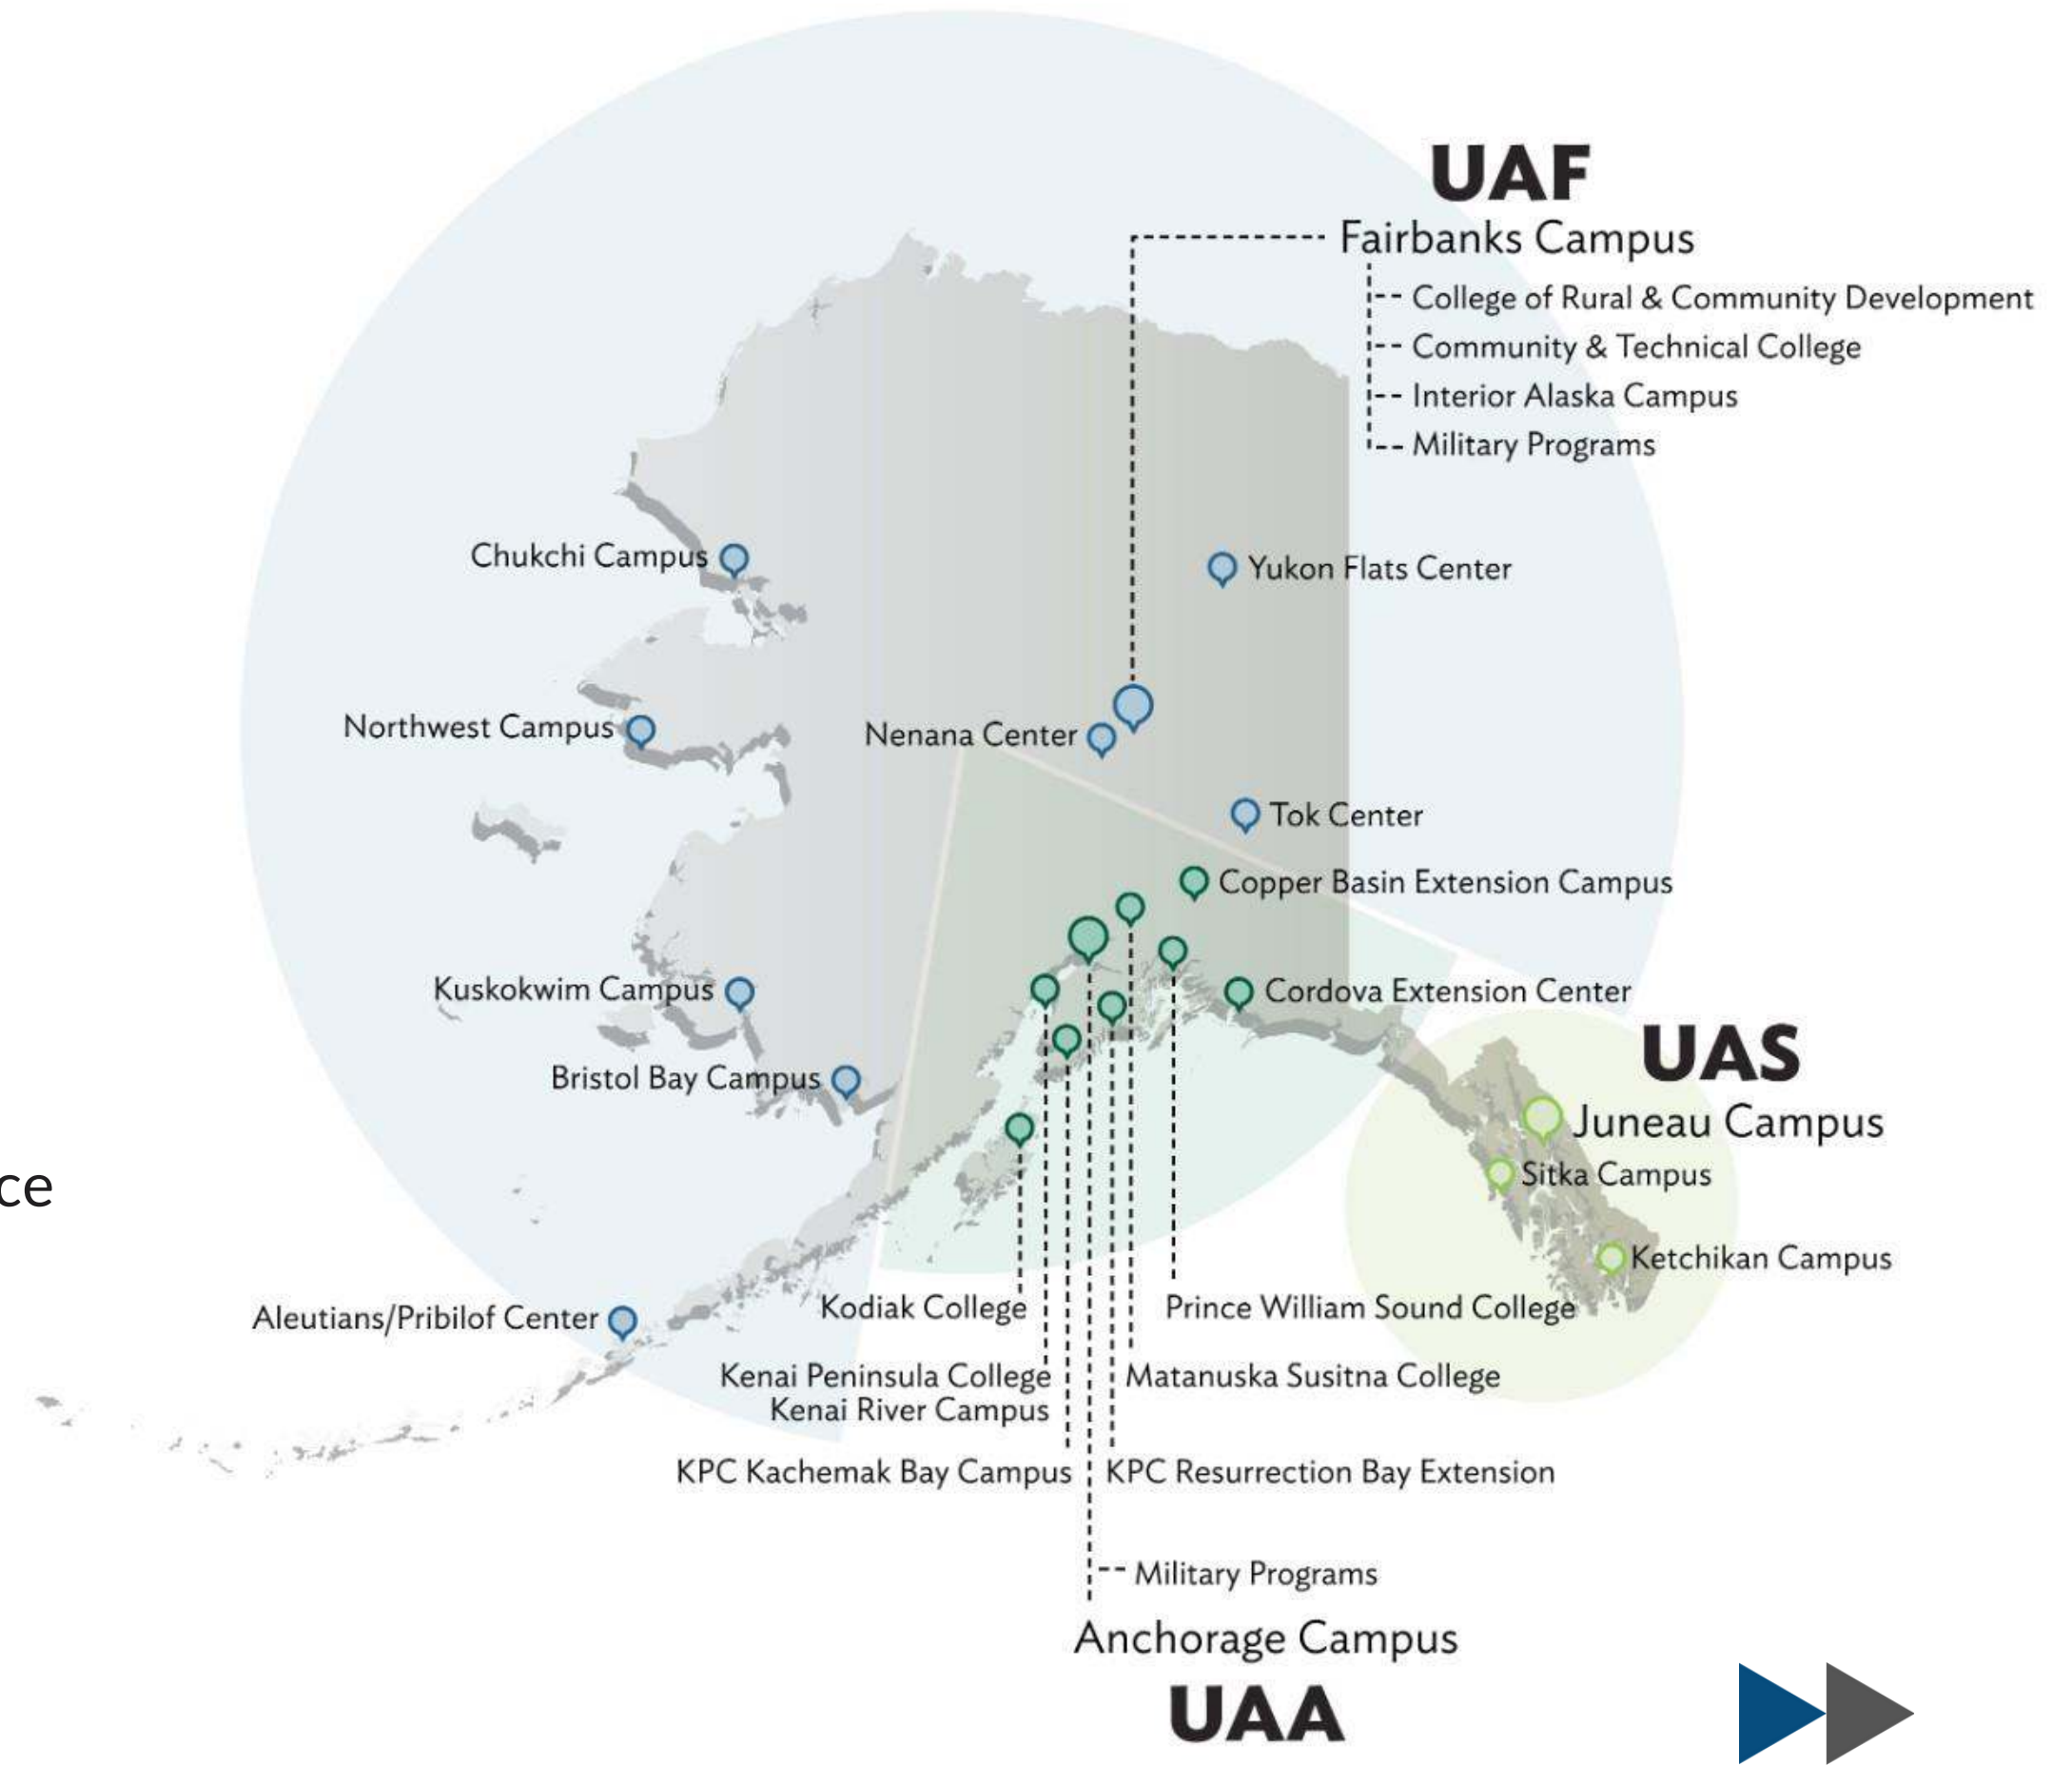 UAF
Fairbanks Campus
College of Rural & Community Development
Community & Technical College
Interior Alaska Campus
Military Programs
Chukchi Campus
Yukon Flats Center
Northwest Campus
Nenana Center
Tok Center
Copper Basin Extension Campus
Kuskokwim Campus
Cordova Extension Center
UAS
Bristol Bay Campus
Juneau Campus
Sitka Campus
ce
Ketchikan Campus
Aleutians/Pribilof Center
Kodiak College
Prince William Sound College
Kenai Peninsula College
Kenai River Campus
Matanuska Susitna College
KPC Kachemak Bay Campus
KPC Resurrection Bay Extension
Military Programs
Anchorage Campus
UAA